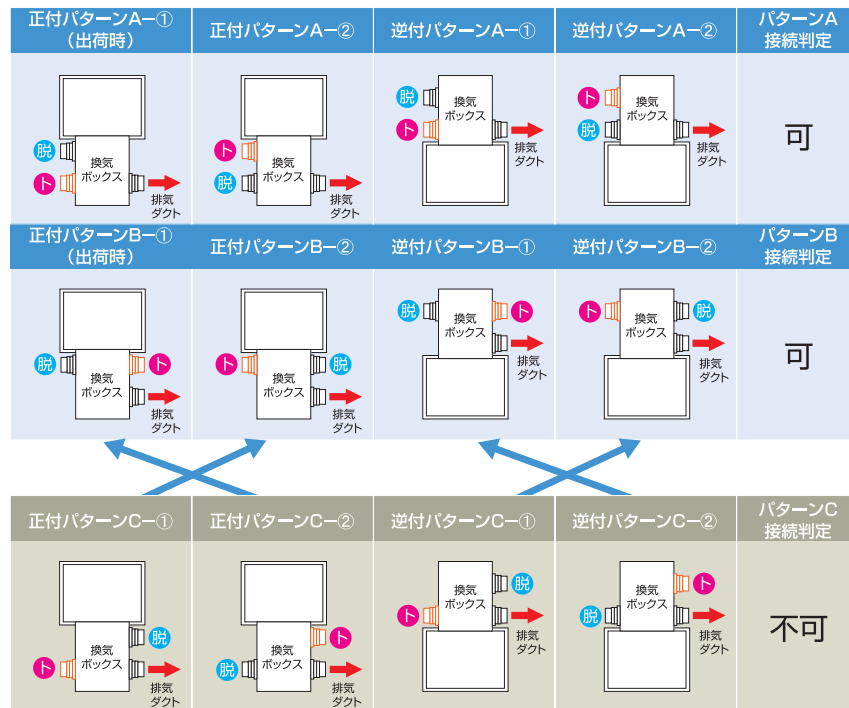 正付パターンA-①
（出荷時）
正付パターンA-②
逆付パターンA-①
逆付パターンA-②
パターンA
接続判定
脱
ト
換気
ボックス
排気
ダクト
ト
脱
換気
ボックス
排気
ダクト
脱
ト
換気
ボックス
排気
ダクト
ト
脱
換気
ボックス
排気
ダクト
可
正付パターンB-①
（出荷時）
正付パターンB-②
逆付パターンB-①
逆付パターンB-②
パターンB
接続判定
脱
ト
換気
ボックス
排気
ダクト
ト
脱
換気
ボックス
排気
ダクト
脱
ト
換気
ボックス
排気
ダクト
ト
脱
換気
ボックス
排気
ダクト
可
正付パターンC-①
正付パターンC-②
逆付パターンC-①
逆付パターンC-②
パターンC
接続判定
脱
ト
換気
ボックス
排気
ダクト
ト
脱
換気
ボックス
排気
ダクト
脱
ト
換気
ボックス
排気
ダクト
ト
脱
換気
ボックス
排気
ダクト
不可